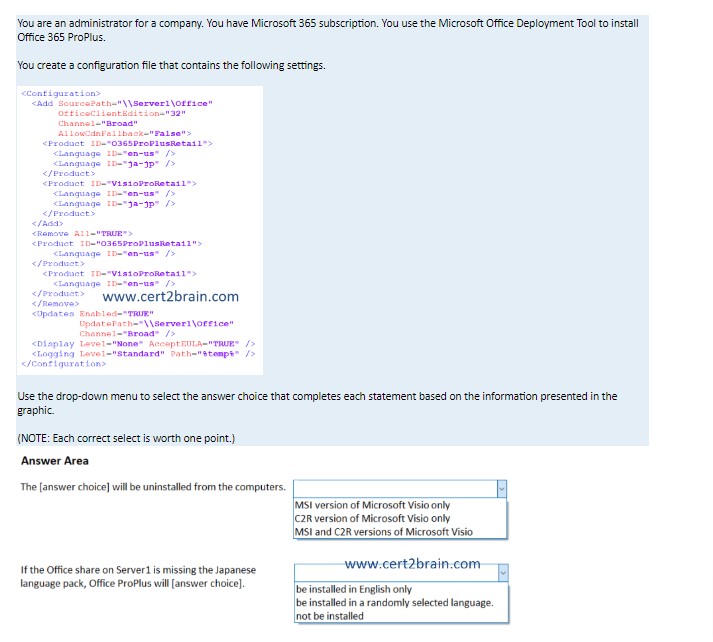 You are an administrator for a company. You have Microsoft 365 subscription. You use the Microsoft Office Deployment Tool to install
Office 365 ProPlus.
You create a configuration file that contains the following settings.
<Configuration>
<Add SourcePath="\\Server1\Office"
OfficeClientEdition="32"
Channel="Broad"
AllowCdnFallback="False">
<Product ID="O365ProPlusRetail">
<Language ID="en-us" />
<Language ID="ja-jp" />
</Product>
<Product ID="VisioProRetail">
<Language ID="en-us" />
<Language ID="ja-jp" />
</Product>
</Add>
<Remove All="TRUE">
<Product ID="O365ProPlusRetail">
<Language ID="en-us" />
</Product>
<Product ID="VisioProRetail">
<Language ID="en-us" />
</Product>
www.cert2brain.com
</Remove>
<Updates Enabled="TRUE"
UpdatePath="\\Server1\Office"
Channel="Broad" />
<Display Level="None" AcceptEULA="TRUE" />
<Logging Level="Standard" Path="%temp%" />
</Configuration>
Use the drop-down menu to select the answer choice that completes each statement based on the information presented in the
graphic.
(NOTE: Each correct select is worth one point.)
Answer Area
The [answer choice] will be uninstalled from the computers.
MSI version of Microsoft Visio only
C2R version of Microsoft Visio only
MSI and C2R versions of Microsoft Visio
www.cert2brain.com
If the Office share on Server1 is missing the Japanese
language pack, Office ProPlus will [answer choice].
be installed in English only
be installed in a randomly selected language.
not be installed